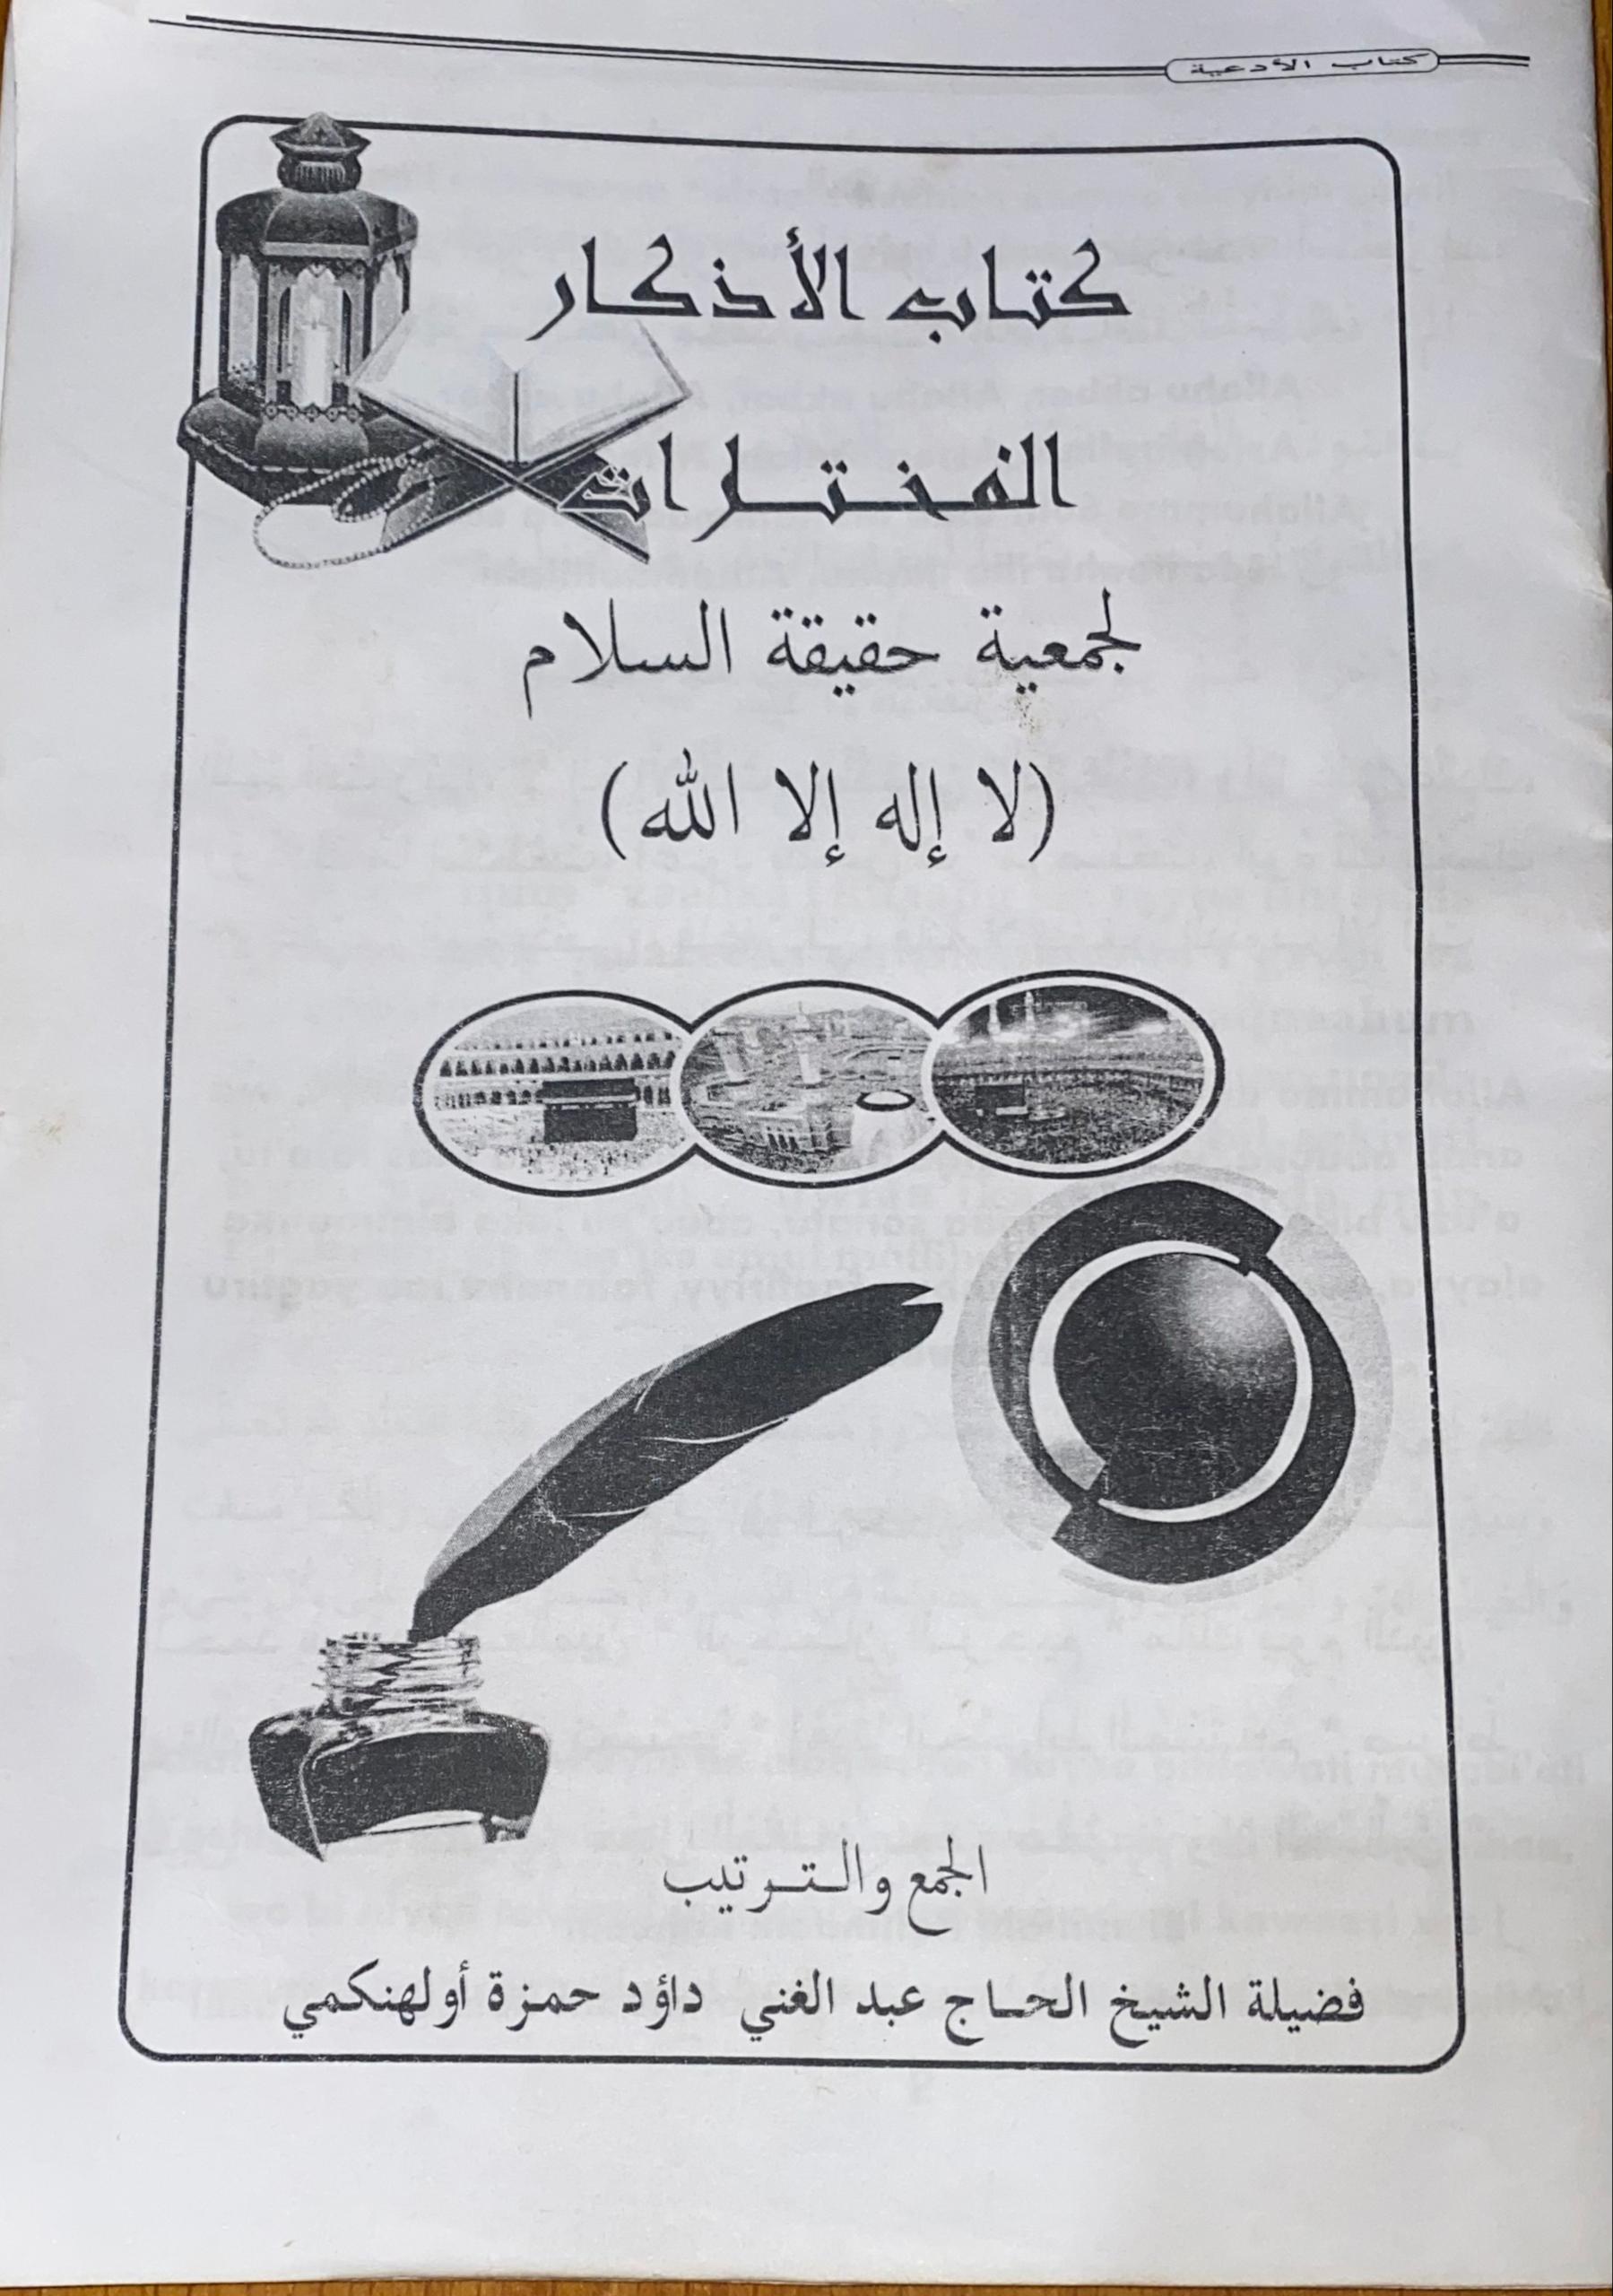 كتاب الأدعية
كتاب الأذكار
المختارات
لجمعية حقيقة السلام
(لا إله إلا الله)
الجمع والترتيب
فضيلة الشيخ الحاج عبد الغني داؤد حمزة أولهنكمي